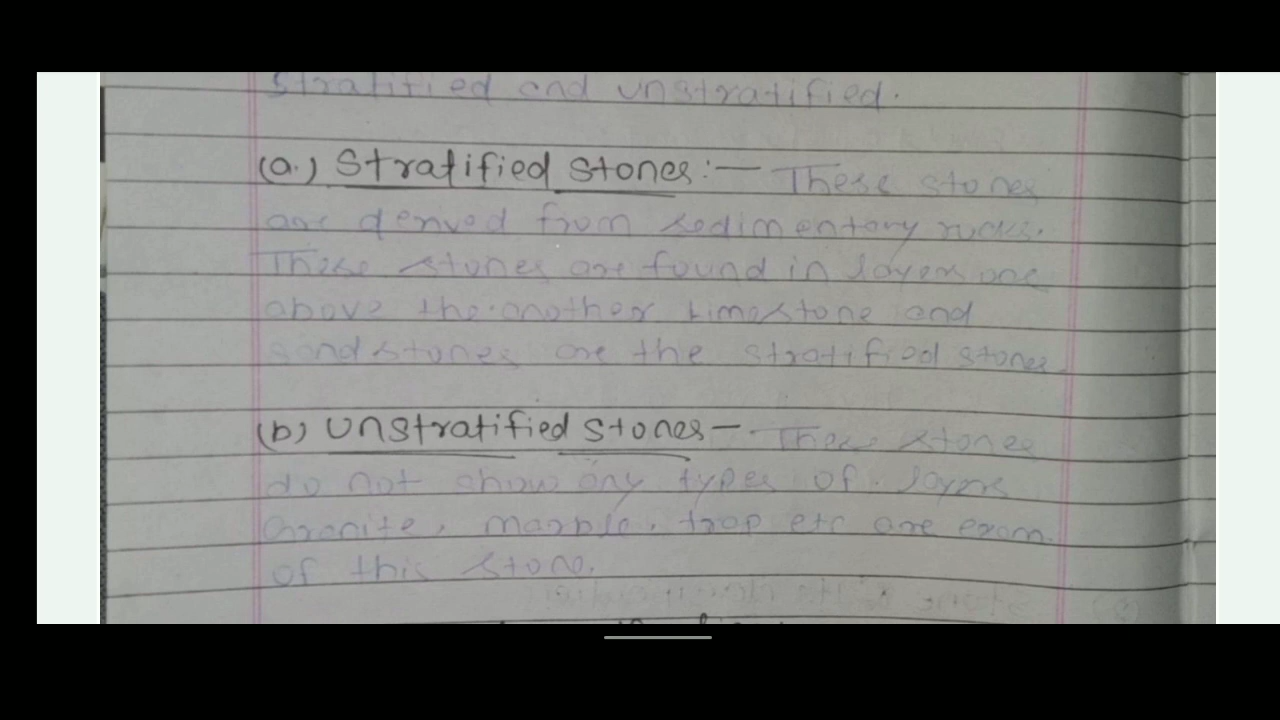 stratified and unstratified.
(a.) Stratified stones:— These stones
are derived from sedimentary rocks.
These stones are found in layer one
above the another limestone and
sandstones are the stratified stones
(b) Unstratified stones— These stones
do not show any types of layers
Granite, marble, trap etc are exam
of this stone.